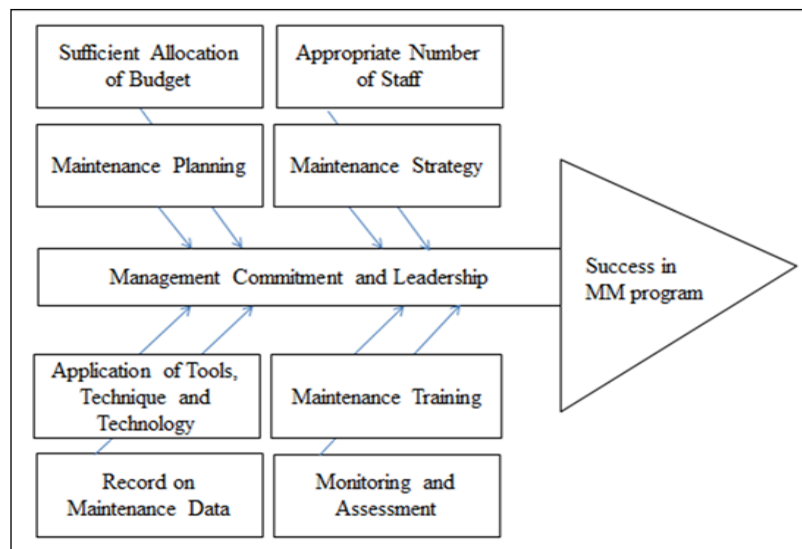 Sufficient Allocation
of Budget
Appropriate Number
of Staff
Maintenance Planning
Maintenance Strategy
Management Commitment and Leadership
Success in
MM program
Application of Tools,
Technique and
Technology
Maintenance Training
Record on
Maintenance Data
Monitoring and
Assessment